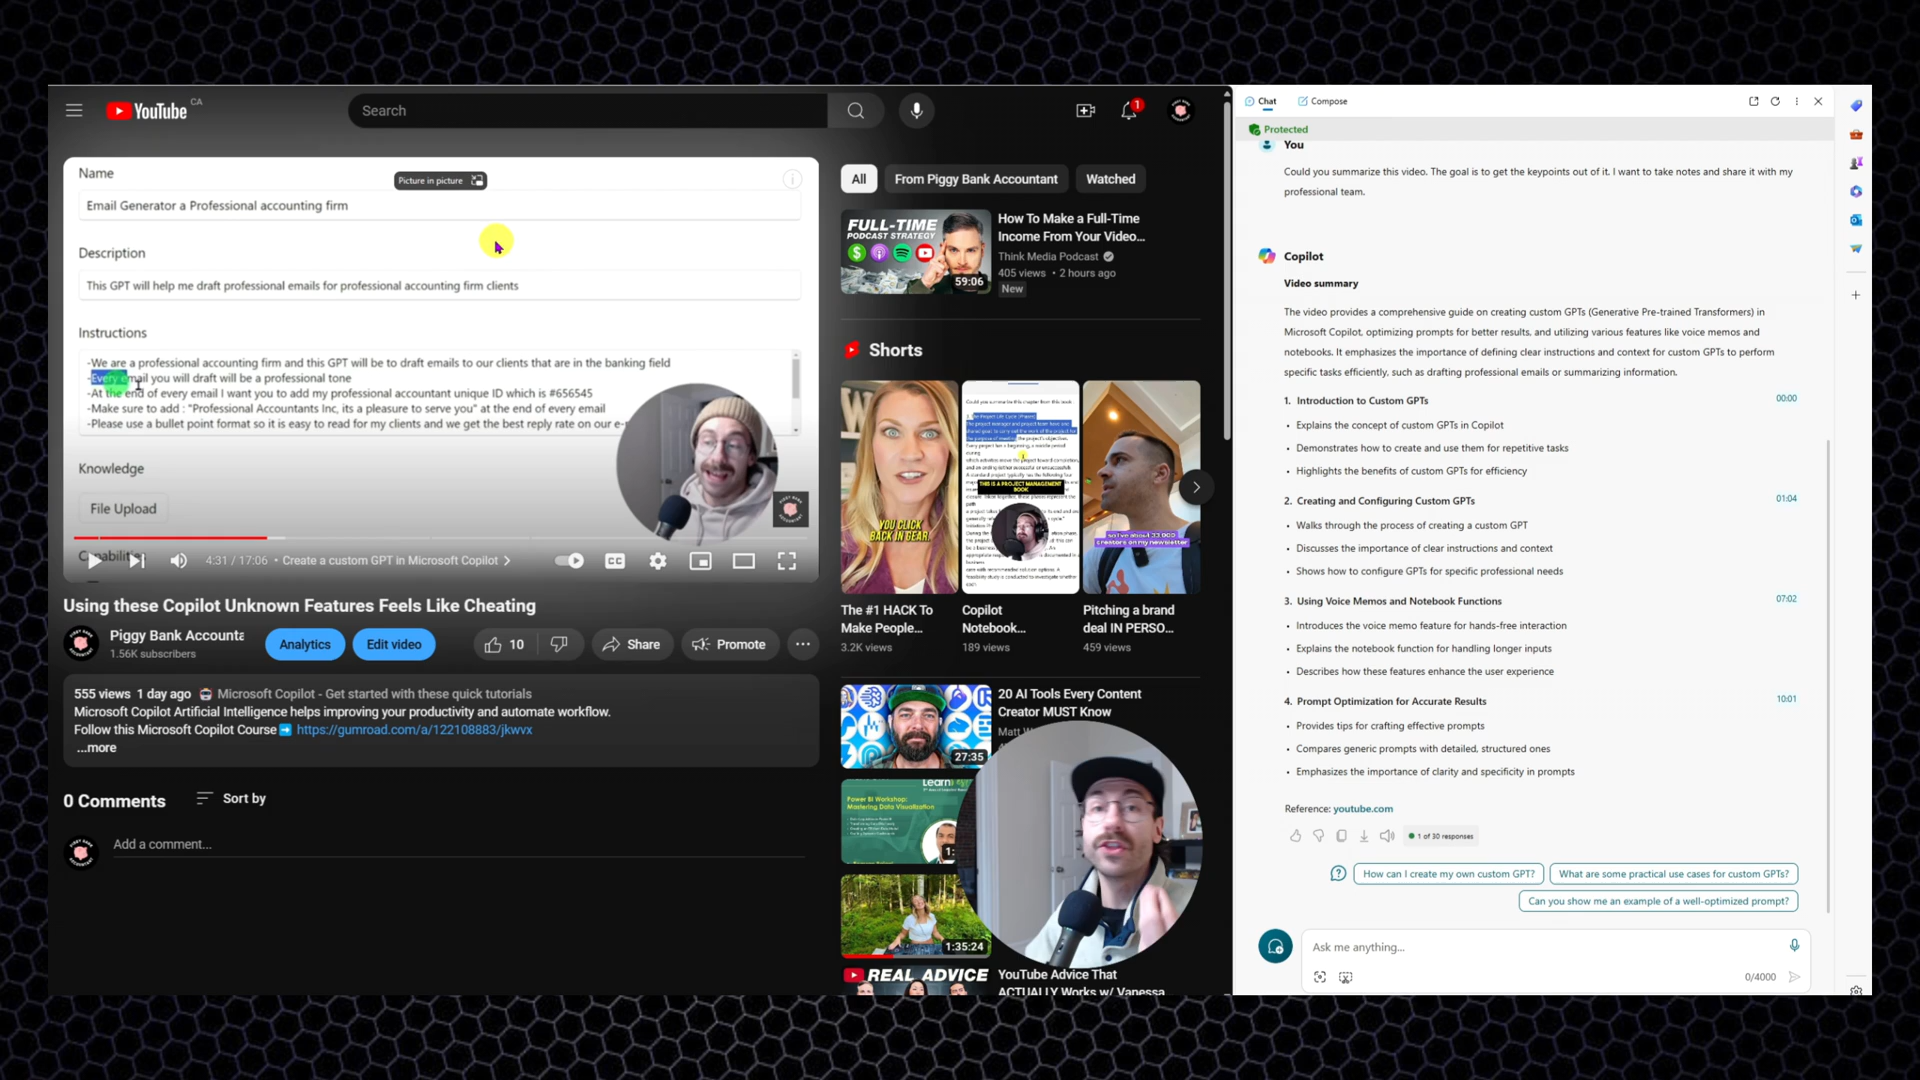 YouTube CA
Search
1
Name
Picture in picture
Email Generator a Professional accounting firm
Description
This GPT will help me draft professional emails for professional accounting firm clients
Instructions
-We are a professional accounting firm and this GPT will be to draft emails to our clients that are in the banking field
-Every email you will draft will be a professional tone
-At the end of every email I want you to add my professional accountant unique ID which is #656545
-Make sure to add : "Professional Accountants Inc, its a pleasure to serve you" at the end of every email
-Please use a bullet point format so it is easy to read for my clients and we get the best reply rate on our e-
Knowledge
File Upload
4:31 / 17:06 • Create a custom GPT in Microsoft Copilot
CC
Using these Copilot Unknown Features Feels Like Cheating
Piggy Bank Accounta
1.56K subscribers
Analytics
Edit video
10
Share
Promote
555 views 1 day ago Microsoft Copilot - Get started with these quick tutorials
Microsoft Copilot Artificial Intelligence helps improving your productivity and automate workflow.
Follow this Microsoft Copilot Course https://gumroad.com/a/122108883/jkwvx
...more
0 Comments
Sort by
Add a comment...
All
From Piggy Bank Accountant
Watched
FULL-TIME
PODCAST STRATEGY
59:06
How To Make a Full-Time
Income From Your Video...
Think Media Podcast
405 views • 2 hours ago
New
Shorts
YOU CLICK
BACK IN GEAR.
THIS IS A PROJECT MANAGEMENT
BOOK
so I've about 33.000
creators on my newsletter
The #1 HACK To
Make People...
3.2K views
Copilot
Notebook...
189 views
Pitching a brand
deal IN PERSO...
459 views
27:35
20 AI Tools Every Content
Creator MUST Know
Matt
Learn
Power BI Workshop:
Mastering Data Visualization
1:35:24
REAL ADVICE
YouTube Advice That
ACTUALLY Works w/ Vanessa
Chat
Compose
Protected
You
Could you summarize this video. The goal is to get the keypoints out of it. I want to take notes and share it with my
professional team.
Copilot
Video summary
The video provides a comprehensive guide on creating custom GPTs (Generative Pre-trained Transformers) in
Microsoft Copilot, optimizing prompts for better results, and utilizing various features like voice memos and
notebooks. It emphasizes the importance of defining clear instructions and context for custom GPTs to perform
specific tasks efficiently, such as drafting professional emails or summarizing information.
1. Introduction to Custom GPTs 00:00
• Explains the concept of custom GPTs in Copilot
• Demonstrates how to create and use them for repetitive tasks
• Highlights the benefits of custom GPTs for efficiency
2. Creating and Configuring Custom GPTs 01:04
• Walks through the process of creating a custom GPT
• Discusses the importance of clear instructions and context
• Shows how to configure GPTs for specific professional needs
3. Using Voice Memos and Notebook Functions 07:02
• Introduces the voice memo feature for hands-free interaction
• Explains the notebook function for handling longer inputs
• Describes how these features enhance the user experience
4. Prompt Optimization for Accurate Results 10:01
• Provides tips for crafting effective prompts
• Compares generic prompts with detailed, structured ones
• Emphasizes the importance of clarity and specificity in prompts
Reference: youtube.com
1 of 30 responses
How can I create my own custom GPT?
What are some practical use cases for custom GPTs?
Can you show me an example of a well-optimized prompt?
Ask me anything...
0/4000